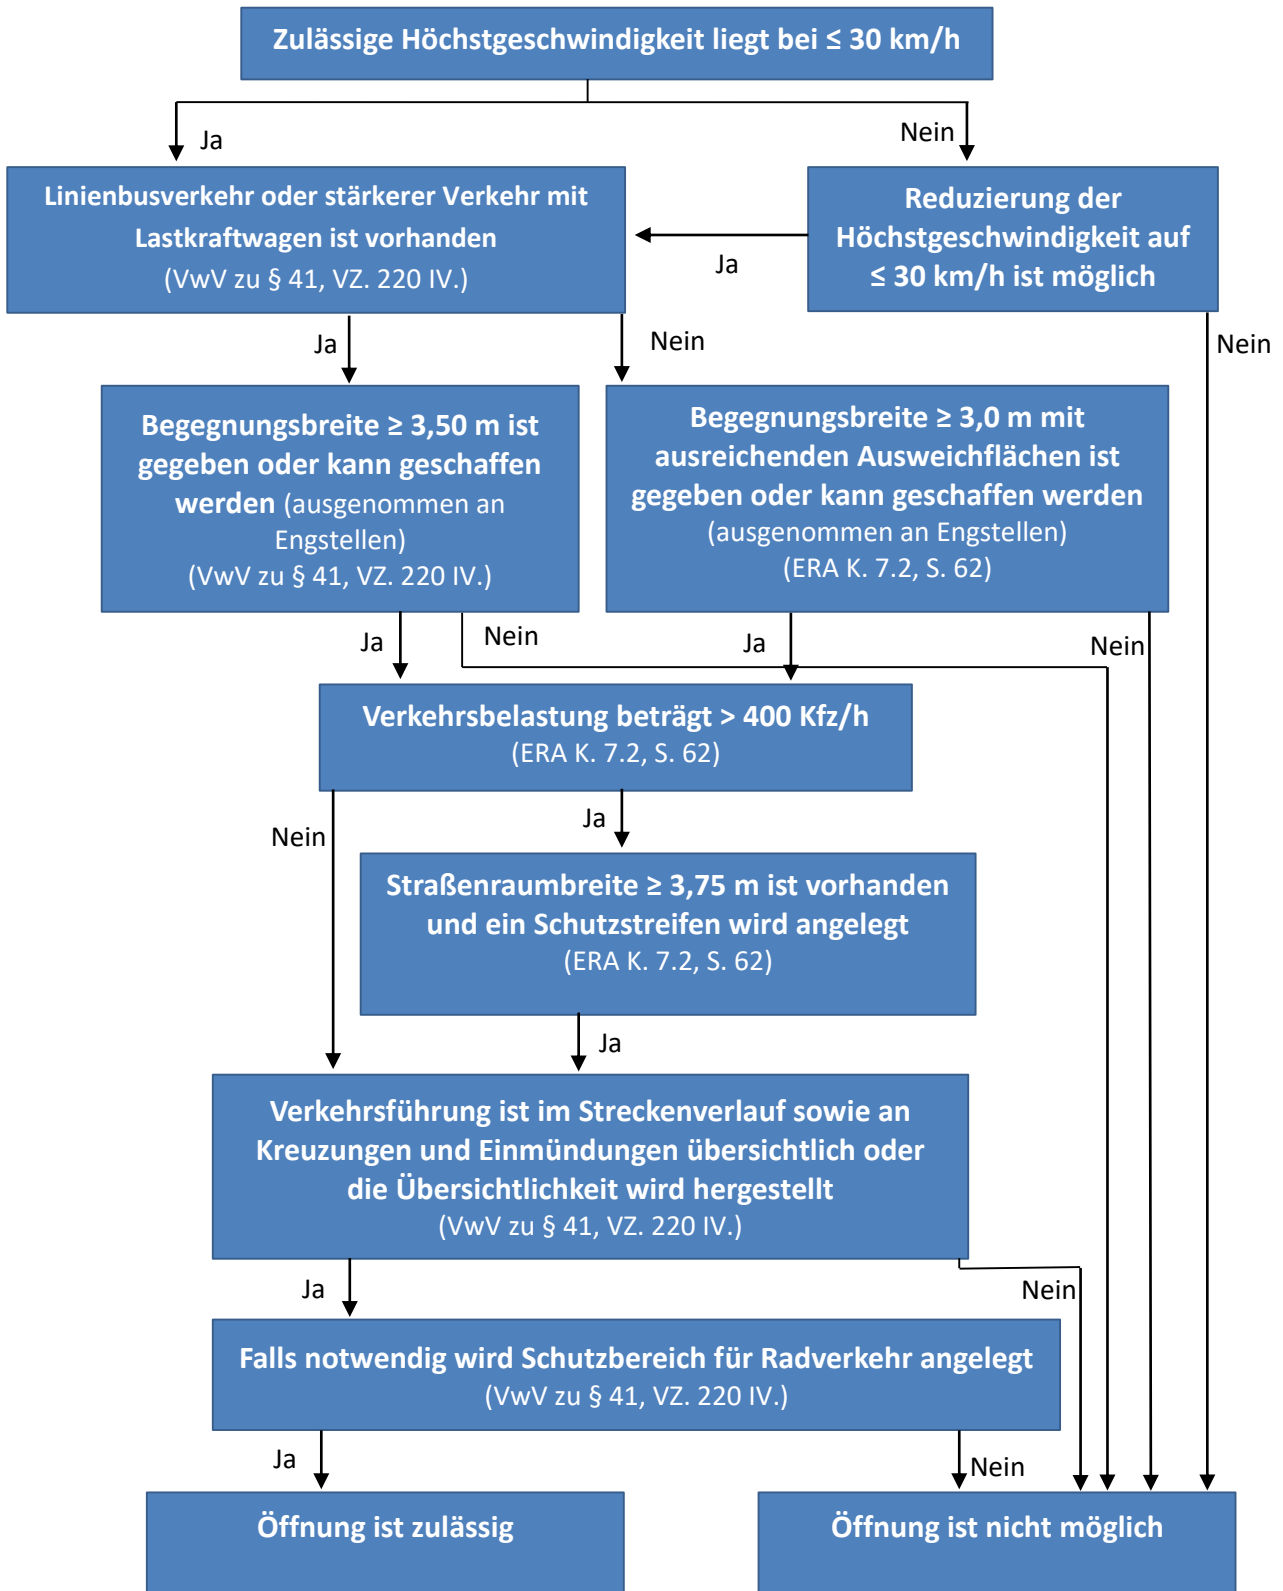 Zulässige Höchstgeschwindigkeit liegt bei ≤ 30 km/h
Ja
Nein
Linienbusverkehr oder stärkerer Verkehr mit
Lastkraftwagen ist vorhanden
(VwV zu § 41, VZ. 220 IV.)
Ja
Reduzierung der
Höchstgeschwindigkeit auf
≤ 30 km/h ist möglich
Ja
Nein
Nein
Begegnungsbreite ≥ 3,50 m ist
gegeben oder kann geschaffen
werden (ausgenommen an
Engstellen)
(VwV zu § 41, VZ. 220 IV.)
Begegnungsbreite ≥ 3,0 m mit
ausreichenden Ausweichflächen ist
gegeben oder kann geschaffen werden
(ausgenommen an Engstellen)
(ERA K. 7.2, S. 62)
Ja
Nein
Ja
Nein
Verkehrsbelastung beträgt > 400 Kfz/h
(ERA K. 7.2, S. 62)
Nein
Ja
Straßenraumbreite ≥ 3,75 m ist vorhanden
und ein Schutzstreifen wird angelegt
(ERA K. 7.2, S. 62)
Ja
Verkehrsführung ist im Streckenverlauf sowie an
Kreuzungen und Einmündungen übersichtlich oder
die Übersichtlichkeit wird hergestellt
(VwV zu § 41, VZ. 220 IV.)
Ja
Nein
Falls notwendig wird Schutzbereich für Radverkehr angelegt
(VwV zu § 41, VZ. 220 IV.)
Ja
Nein
Öffnung ist zulässig
Öffnung ist nicht möglich